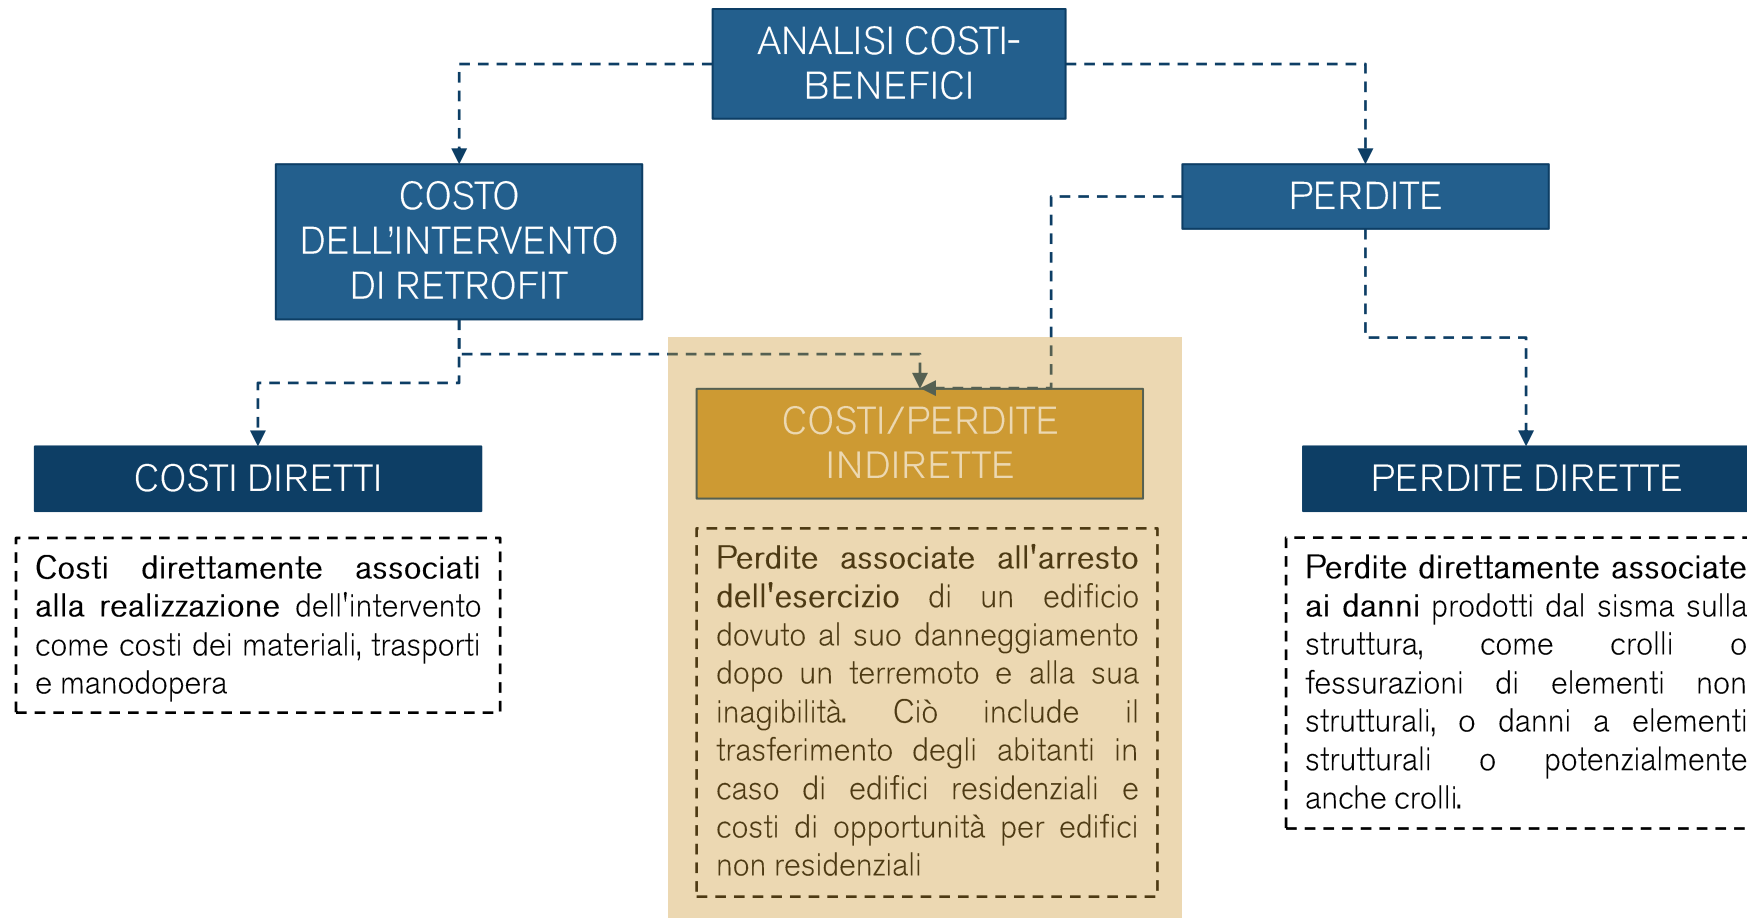 ANALISI COSTI-
BENEFICI
COSTO
DELL'INTERVENTO
DI RETROFIT
PERDITE
COSTI/PERDITE
INDIRETTE
COSTI DIRETTI
PERDITE DIRETTE
Costi direttamente associati
alla realizzazione dell'intervento
come costi dei materiali, trasporti
e manodopera
Perdite associate all'arresto
dell'esercizio di un edificio
dovuto al suo danneggiamento
dopo un terremoto e alla sua
inagibilità. Ciò include il
trasferimento degli abitanti in
caso di edifici residenziali e
costi di opportunità per edifici
non residenziali
Perdite direttamente associate
ai danni prodotti dal sisma sulla
struttura, come crolli o
fessurazioni di elementi non
strutturali, o danni a elementi
strutturali o potenzialmente
anche crolli.